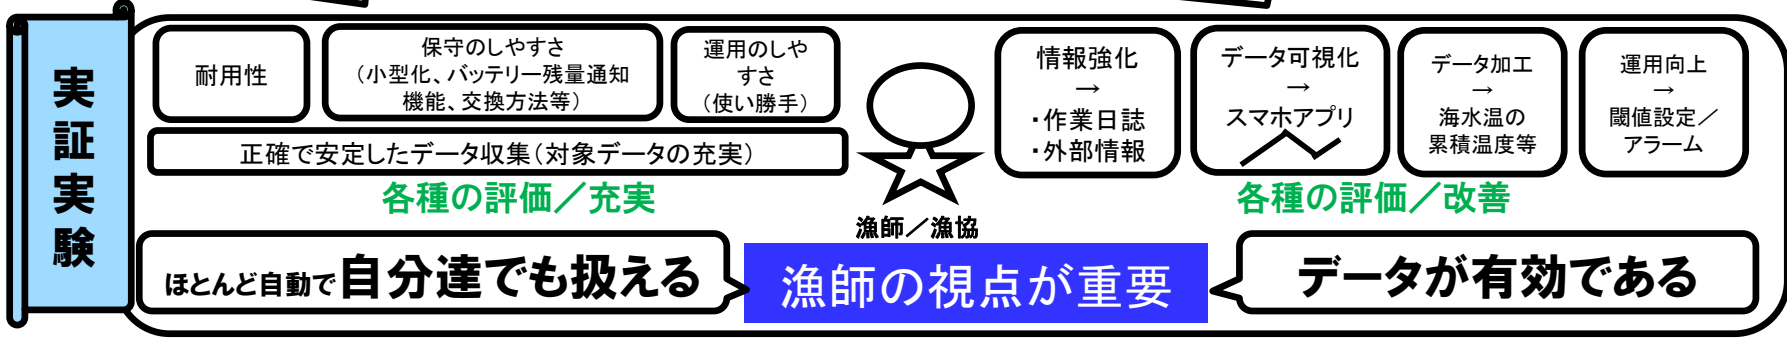 実証実験
耐用性
保守のしやすさ
（小型化、バッテリー残量通知
機能、交換方法等）
運用のしや
すさ
（使い勝手）
正確で安定したデータ収集（対象データの充実）
各種の評価／充実
漁師／漁協
情報強化
→
・作業日誌
・外部情報
データ可視化
→
スマホアプリ
データ加工
→
海水温の
累積温度等
運用向上
→
閾値設定／
アラーム
各種の評価／改善
ほとんど自動で自分達でも扱える
漁師の視点が重要
データが有効である